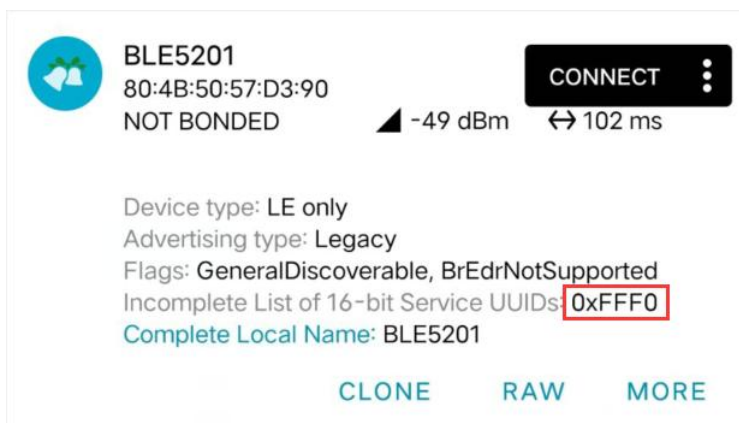 BLE5201
80:4B:50:57:D3:90
CONNECT
NOT BONDED -49 dBm 102 ms
Device type: LE only
Advertising type: Legacy
Flags: GeneralDiscoverable, BrEdrNotSupported
Incomplete List of 16-bit Service UUIDs: 0xFFF0
Complete Local Name: BLE5201
CLONE RAW MORE